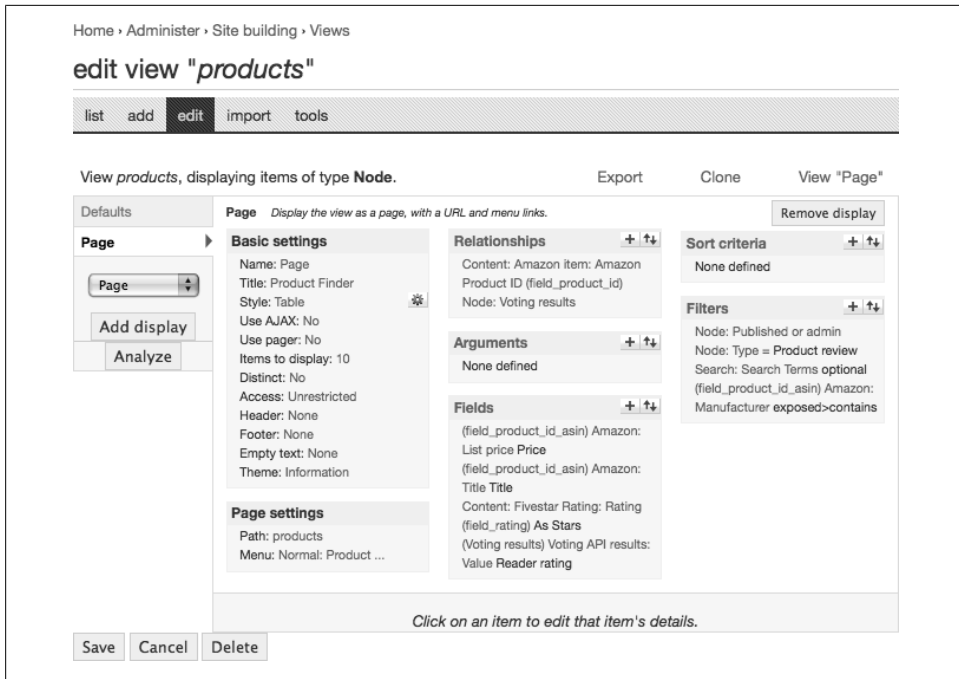 Home › Administer › Site building › Views
edit view "products"
list add edit import tools
View products, displaying items of type Node.
Export Clone View "Page"
Defaults
Page
Page
Add display
Analyze
Page Display the view as a page, with a URL and menu links.
Remove display
Basic settings
Name: Page
Title: Product Finder
Style: Table
Use AJAX: No
Use pager: No
Items to display: 10
Distinct: No
Access: Unrestricted
Header: None
Footer: None
Empty text: None
Theme: Information
Page settings
Path: products
Menu: Normal: Product ...
Relationships
Content: Amazon item: Amazon
Product ID (field_product_id)
Node: Voting results
Arguments
None defined
Fields
(field_product_id_asin) Amazon:
List price Price
(field_product_id_asin) Amazon:
Title Title
Content: Fivestar Rating: Rating
(field_rating) As Stars
(Voting results) Voting API results:
Value Reader rating
Sort criteria
None defined
Filters
Node: Published or admin
Node: Type = Product review
Search: Search Terms optional
(field_product_id_asin) Amazon:
Manufacturer exposed>contains
Click on an item to edit that item's details.
Save Cancel Delete